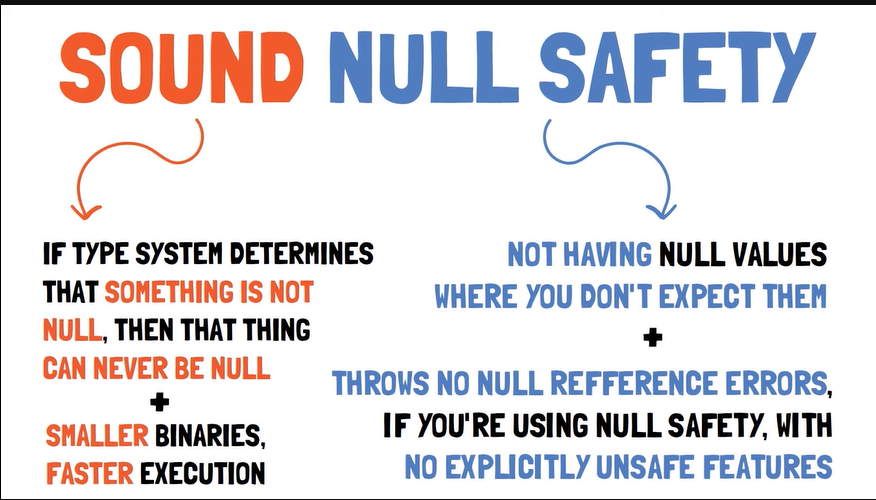 SOUND NULL SAFETY
IF TYPE SYSTEM DETERMINES
THAT SOMETHING IS NOT
NULL, THEN THAT THING
CAN NEVER BE NULL
+
SMALLER BINARIES,
FASTER EXECUTION
NOT HAVING NULL VALUES
WHERE YOU DON'T EXPECT THEM
+
THROWS NO NULL REFFERENCE ERRORS,
IF YOU'RE USING NULL SAFETY, WITH
NO EXPLICITLY UNSAFE FEATURES